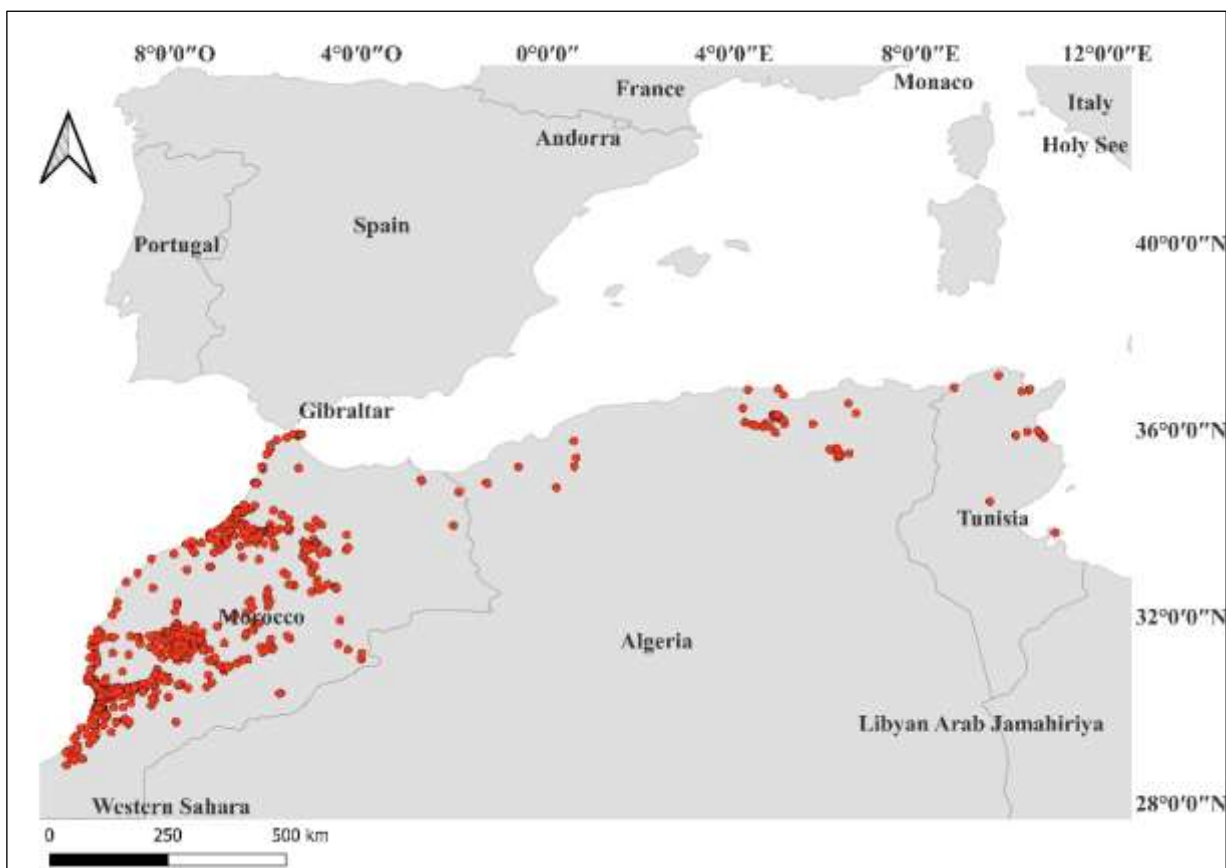 8°0′0″O 4°0′0″O 0°0′0″ 4°0′0″E 8°0′0″E 12°0′0″E
France
Monaco
Italy
Andorra
Holy See
Spain
Portugal
40°0′0″N
Gibraltar
36°0′0″N
Tunisia
Morocco
32°0′0″N
Algeria
Libyan Arab Jamahiriya
Western Sahara
28°0′0″N
0 250 500 km